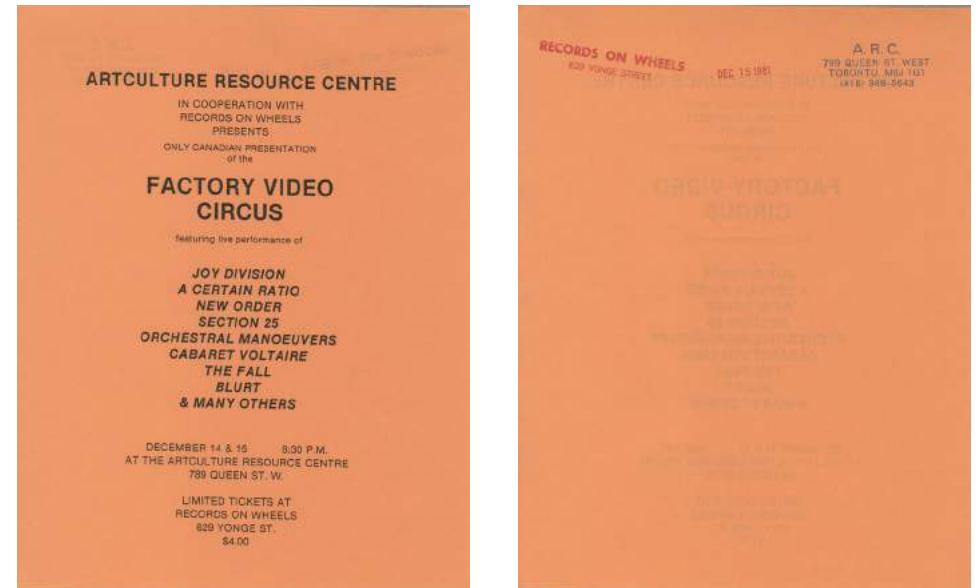 ARTCULTURE RESOURCE CENTRE
IN COOPERATION WITH
RECORDS ON WHEELS
PRESENTS
ONLY CANADIAN PRESENTATION
of the
FACTORY VIDEO
CIRCUS
featuring live performance of
JOY DIVISION
A CERTAIN RATIO
NEW ORDER
SECTION 25
ORCHESTRAL MANOEUVERS
CABARET VOLTAIRE
THE FALL
BLURT
& MANY OTHERS
DECEMBER 14 & 15 8:30 P.M.
AT THE ARTCULTURE RESOURCE CENTRE
789 QUEEN ST. W.
LIMITED TICKETS AT
RECORDS ON WHEELS
629 YONGE ST.
$4.00
RECORDS ON WHEELS
629 YONGE STREET
DEC 15 1981
A. R. C.
789 QUEEN ST. WEST
TORONTO, M6J 1G1
(416)